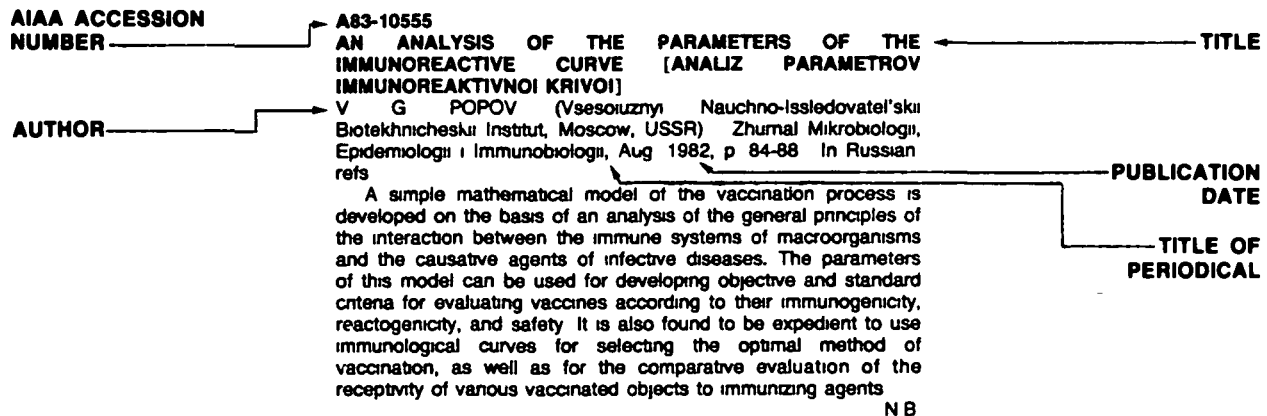 AIAA ACCESSION
NUMBER
A83-10555
AN ANALYSIS OF THE PARAMETERS OF THE
IMMUNOREACTIVE CURVE [ANALIZ PARAMETROV
IMMUNOREAKTIVNOI KRIVOI]
TITLE
AUTHOR
V G POPOV (Vsesoiuznyi Nauchno-Issledovatel'skii
Biotekhnicheskii Institut, Moscow, USSR) Zhurnal Mikrobiologii,
Epidemiologii i Immunobiologii, Aug 1982, p 84-88 In Russian
refs
PUBLICATION
DATE
TITLE OF
PERIODICAL
A simple mathematical model of the vaccination process is
developed on the basis of an analysis of the general principles of
the interaction between the immune systems of macroorganisms
and the causative agents of infective diseases. The parameters
of this model can be used for developing objective and standard
criteria for evaluating vaccines according to their immunogenicity,
reactogenicity, and safety It is also found to be expedient to use
immunological curves for selecting the optimal method of
vaccination, as well as for the comparative evaluation of the
receptivity of various vaccinated objects to immunizing agents
N B